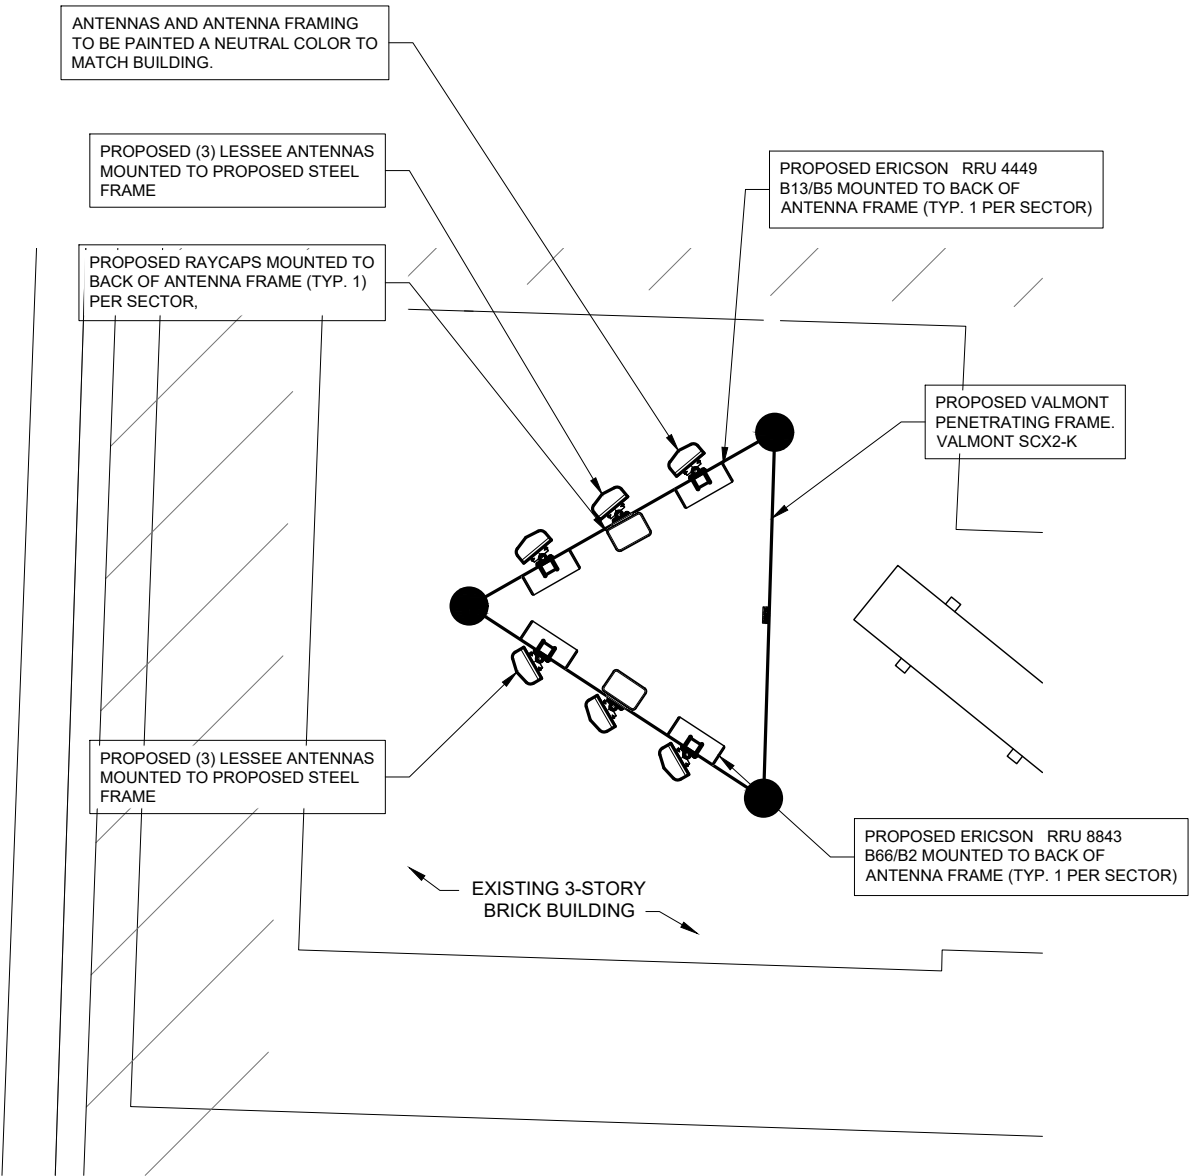 ANTENNAS AND ANTENNA FRAMING
TO BE PAINTED A NEUTRAL COLOR TO
MATCH BUILDING.
PROPOSED (3) LESSEE ANTENNAS
MOUNTED TO PROPOSED STEEL
FRAME
PROPOSED ERICSON RRU 4449
B13/B5 MOUNTED TO BACK OF
ANTENNA FRAME (TYP. 1 PER SECTOR)
PROPOSED RAYCAPS MOUNTED TO
BACK OF ANTENNA FRAME (TYP. 1)
PER SECTOR,
PROPOSED VALMONT
PENETRATING FRAME.
VALMONT SCX2-K
PROPOSED (3) LESSEE ANTENNAS
MOUNTED TO PROPOSED STEEL
FRAME
PROPOSED ERICSON RRU 8843
B66/B2 MOUNTED TO BACK OF
ANTENNA FRAME (TYP. 1 PER SECTOR)
EXISTING 3-STORY
BRICK BUILDING